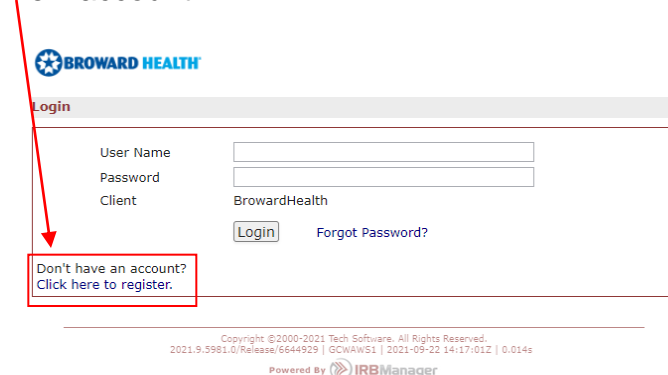 BROWARD HEALTH
Login
User Name
Password
Client BrowardHealth
Login Forgot Password?
Don't have an account?
Click here to register.
Copyright ©2000-2021 Tech Software. All Rights Reserved.
2021.9.5981.0/Release/6644929 | GCWAWS1 | 2021-09-22 14:17:01Z | 0.014s
Powered By IRBManager